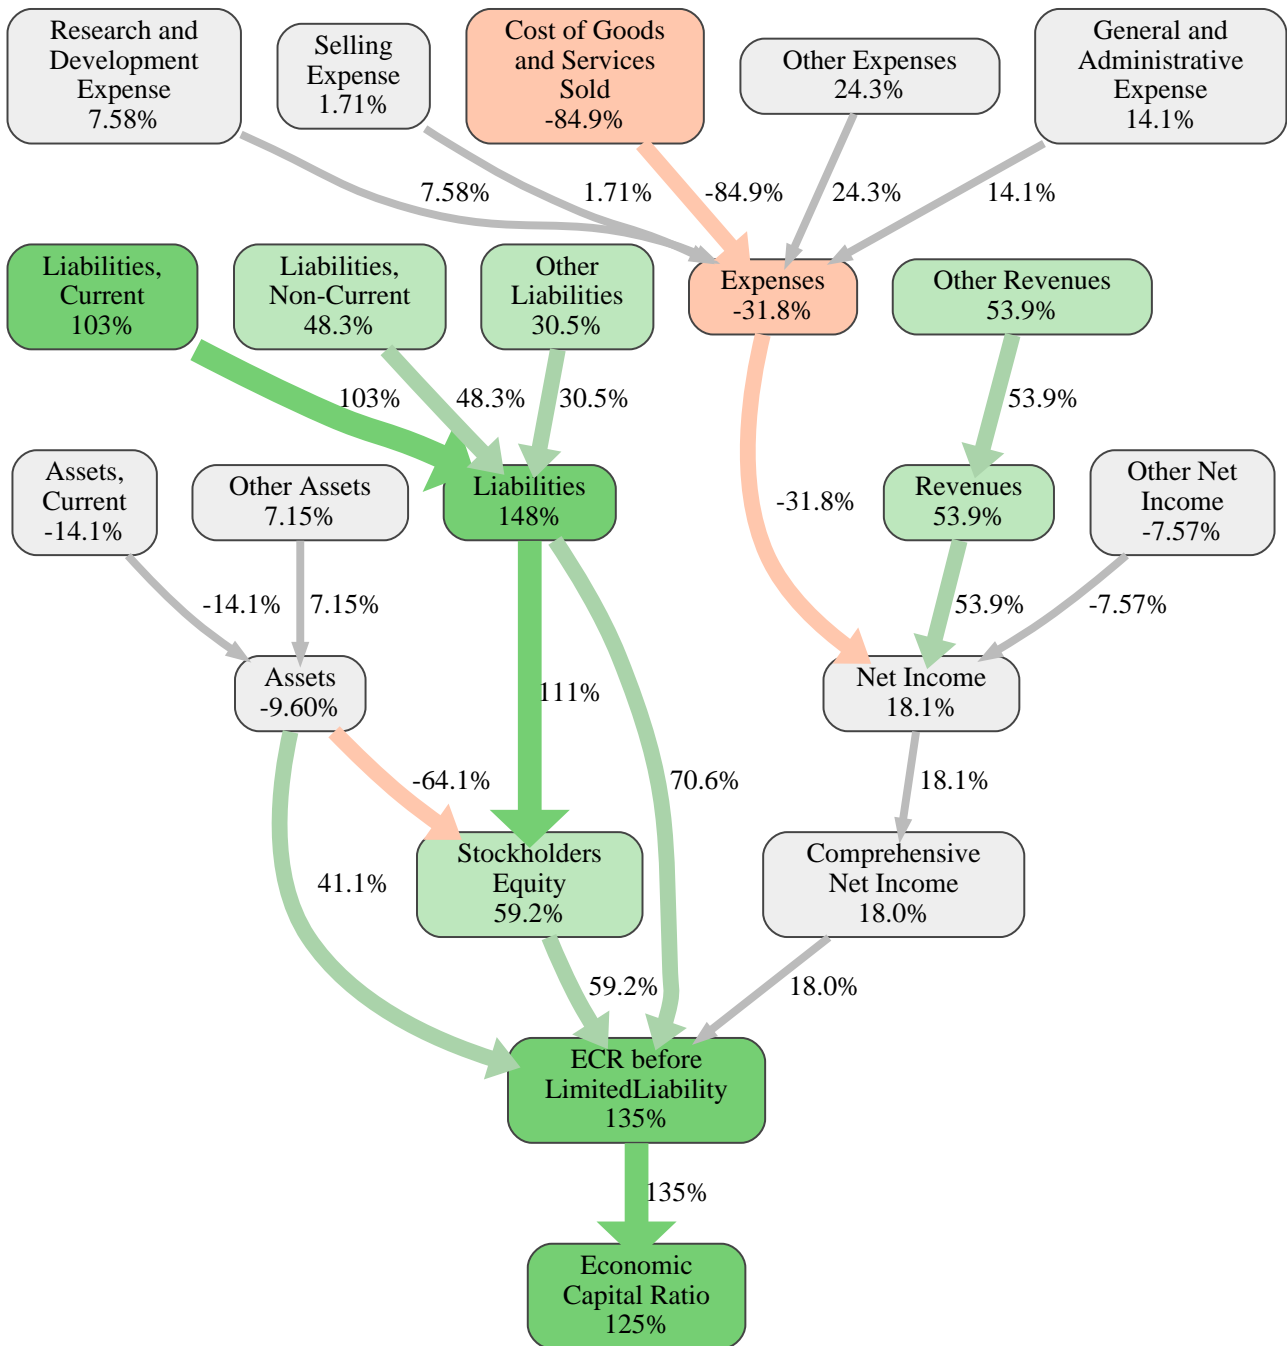 Research and
Development
Expense
7.58%
Selling
Expense
1.71%
Cost of Goods
and Services
Sold
-84.9%
Other Expenses
24.3%
General and
Administrative
Expense
14.1%
7.58%
1.71%
-84.9%
24.3%
14.1%
Liabilities,
Current
103%
Liabilities,
Non-Current
48.3%
Other
Liabilities
30.5%
Expenses
-31.8%
Other Revenues
53.9%
103%
48.3%
30.5%
53.9%
Assets,
Current
-14.1%
Other Assets
7.15%
Liabilities
148%
-31.8%
Revenues
53.9%
Other Net
Income
-7.57%
-14.1%
7.15%
53.9%
-7.57%
Assets
-9.60%
111%
Net Income
18.1%
-64.1%
70.6%
18.1%
41.1%
Stockholders
Equity
59.2%
Comprehensive
Net Income
18.0%
59.2%
18.0%
ECR before
LimitedLiability
135%
135%
Economic
Capital Ratio
125%